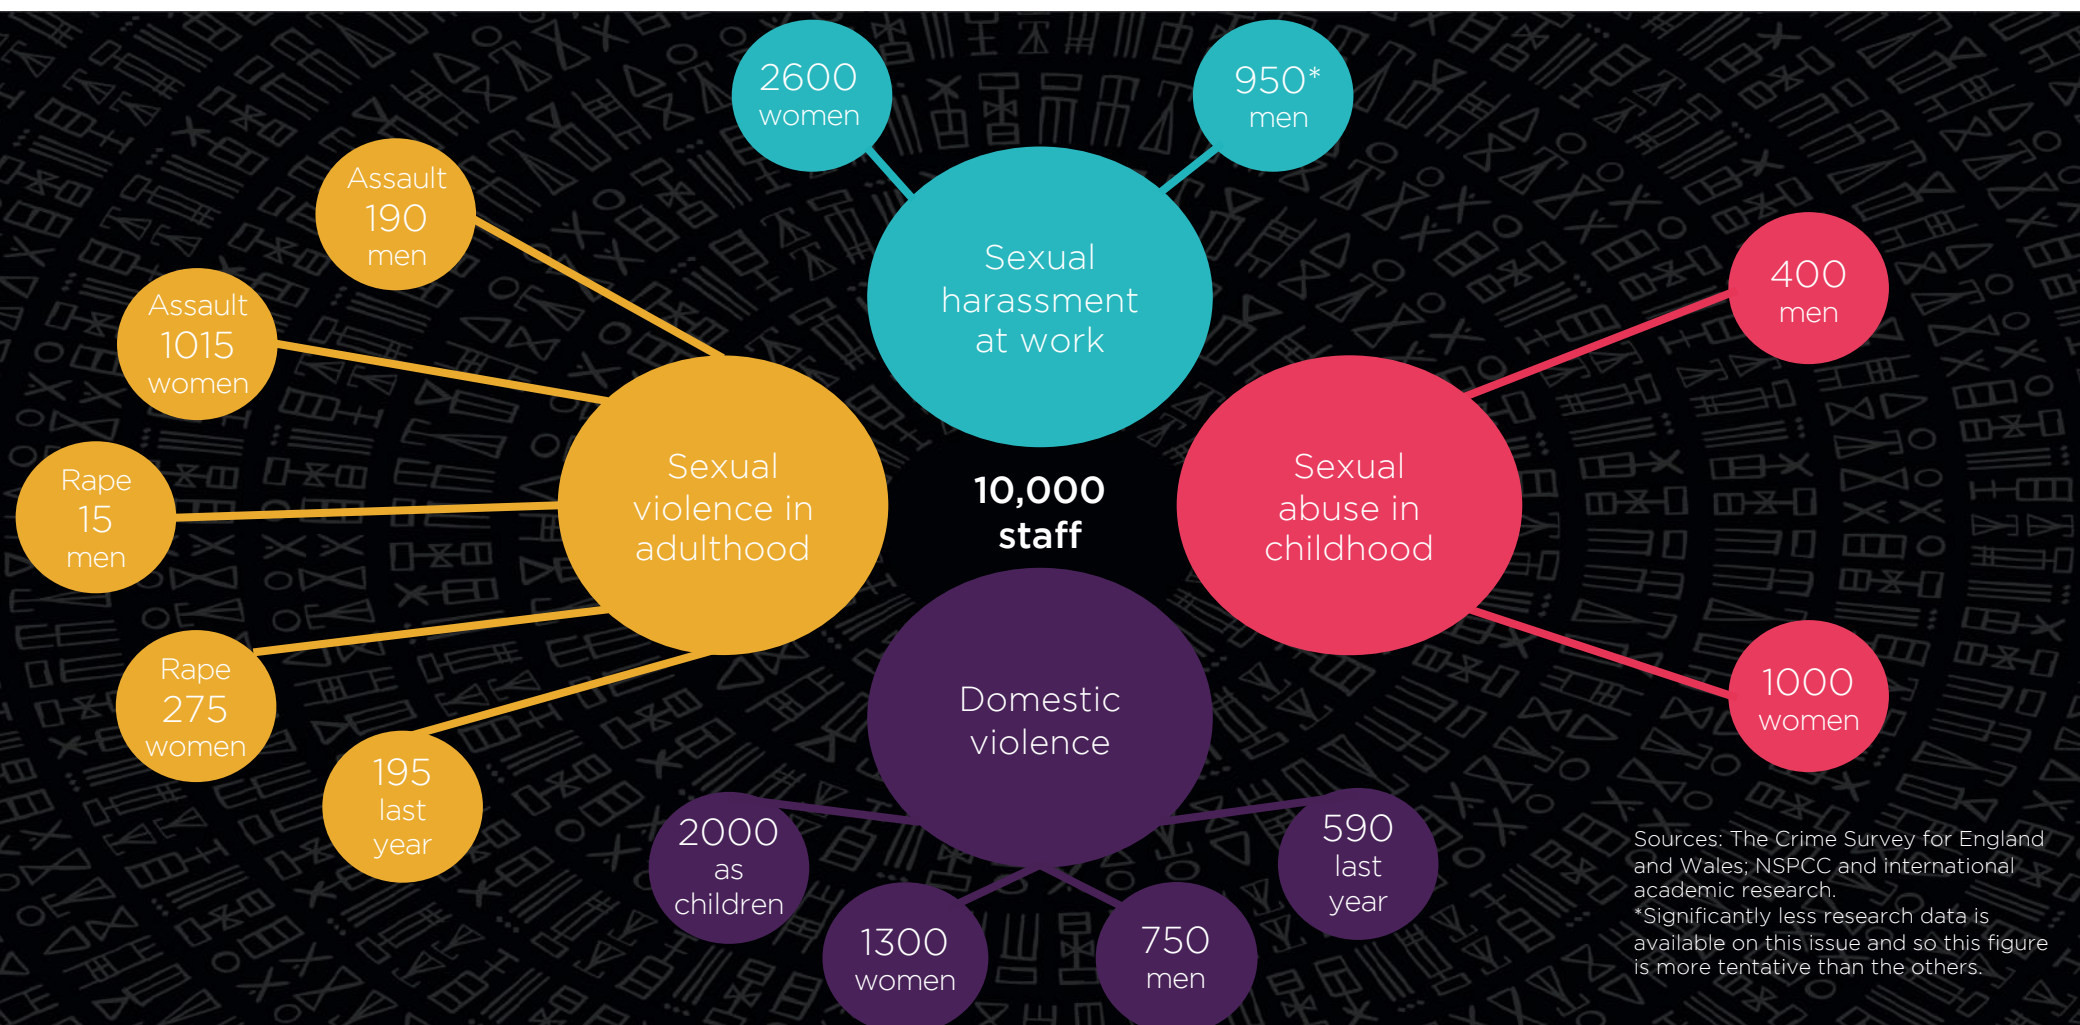 2600
women
950*
men
Sexual
harassment
at work
Assault
190
men
Assault
1015
women
Rape
15
men
Rape
275
women
195
last
year
Sexual
violence in
adulthood
10,000
staff
Sexual
abuse in
childhood
400
men
1000
women
Domestic
violence
2000
as
children
1300
women
750
men
590
last
year
Sources: The Crime Survey for England
and Wales; NSPCC and international
academic research.
*Significantly less research data is
available on this issue and so this figure
is more tentative than the others.